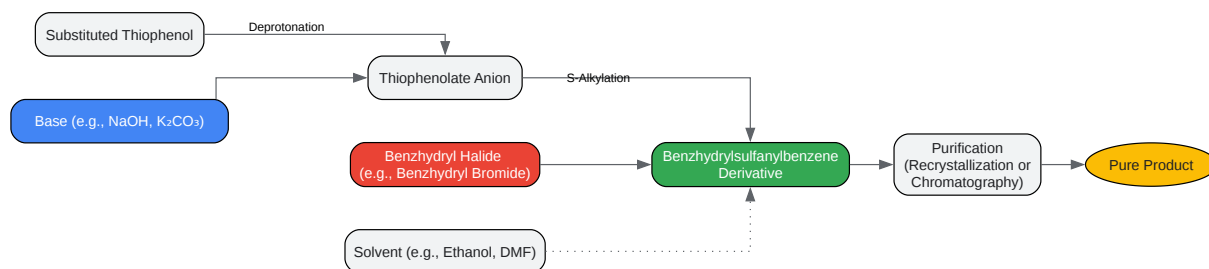 Substituted Thiophenol
Deprotonation
Thiophenolate Anion
S-Alkylation
Base (e.g., NaOH, K₂CO₃)
Benzhydryl Halide
(e.g., Benzhydryl Bromide)
Benzhydrylsulfanylbenzene
Derivative
Purification
(Recrystallization or
Chromatography)
Pure Product
Solvent (e.g., Ethanol, DMF)